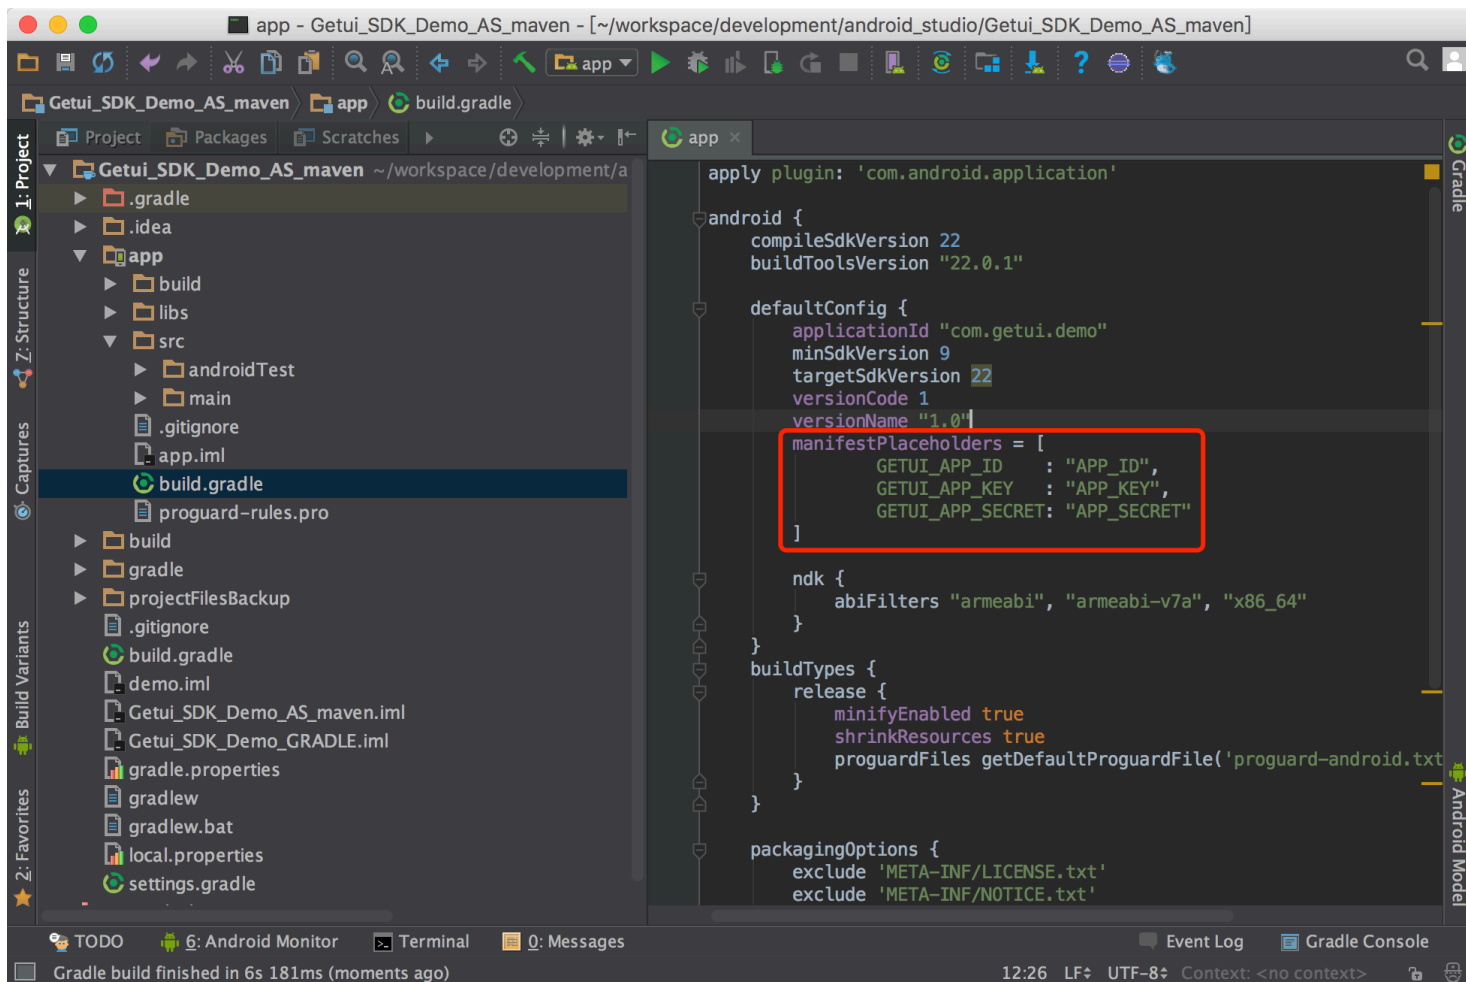 app - Getui_SDK_Demo_AS_maven - [~/workspace/development/android_studio/Getui_SDK_Demo_AS_maven]
app
Getui_SDK_Demo_AS_maven app build.gradle
1: Project
Z: Structure
Captures
Build Variants
2: Favorites
Project Packages Scratches
Getui_SDK_Demo_AS_maven ~/workspace/development/a
.gradle
.idea
app
build
libs
src
androidTest
main
.gitignore
app.iml
build.gradle
proguard-rules.pro
build
gradle
projectFilesBackup
.gitignore
build.gradle
demo.iml
Getui_SDK_Demo_AS_maven.iml
Getui_SDK_Demo_GRADLE.iml
gradle.properties
gradlew
gradlew.bat
local.properties
settings.gradle
app
apply plugin: 'com.android.application'
android {
compileSdkVersion 22
buildToolsVersion "22.0.1"
defaultConfig {
applicationId "com.getui.demo"
minSdkVersion 9
targetSdkVersion 22
versionCode 1
versionName "1.0"
manifestPlaceholders = [
GETUI_APP_ID : "APP_ID",
GETUI_APP_KEY : "APP_KEY",
GETUI_APP_SECRET: "APP_SECRET"
]
ndk {
abiFilters "armeabi", "armeabi-v7a", "x86_64"
}
}
buildTypes {
release {
minifyEnabled true
shrinkResources true
proguardFiles getDefaultProguardFile('proguard-android.txt
}
}
packagingOptions {
exclude 'META-INF/LICENSE.txt'
exclude 'META-INF/NOTICE.txt'
Gradle
Android Model
TODO 6: Android Monitor Terminal 0: Messages Event Log Gradle Console
Gradle build finished in 6s 181ms (moments ago) 12:26 LF UTF-8 Context: <no context>